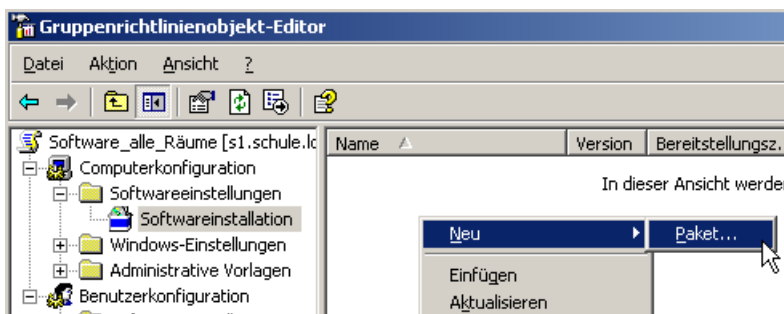 Gruppenrichtlinienobjekt-Editor
Datei Aktion Ansicht ?
Software_alle_Räume [s1.schule.lc
Name Version Bereitstellungsz.
Computerkonfiguration
In dieser Ansicht werde
Softwareeinstellungen
Softwareinstallation
Neu Paket...
Windows-Einstellungen
Administrative Vorlagen
Einfügen
Benutzerkonfiguration
Aktualisieren